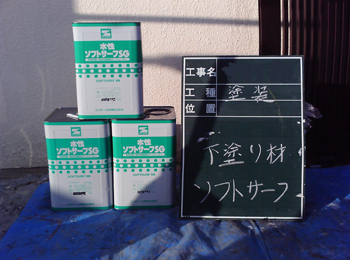 水性
ソフトサーフSG
水性
ソフトサーフSG
水性
ソフトサーフSG
工事名
工種 塗装
位置
下塗り材
ソフトサーフ